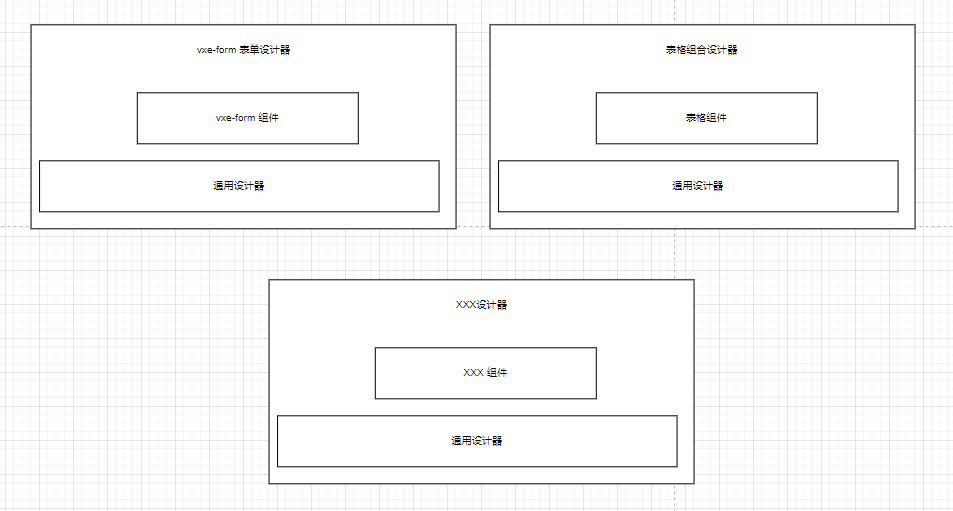 vxe-form 表单设计器
vxe-form 组件
通用设计器
表格组合设计器
表格组件
通用设计器
XXX设计器
XXX 组件
通用设计器